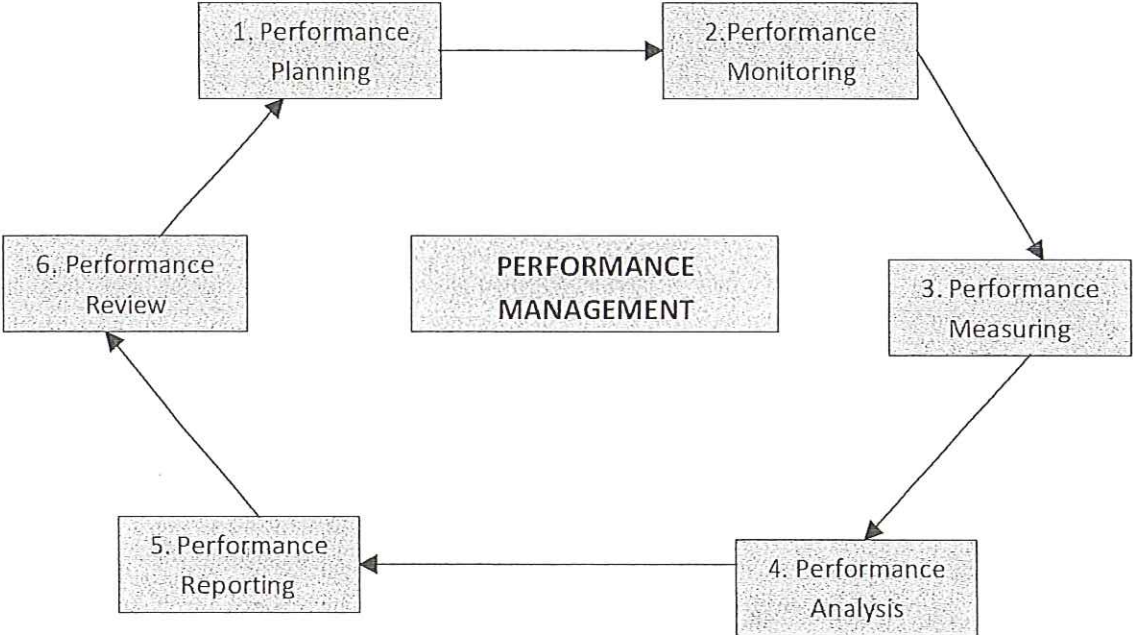 1. Performance
Planning
2.Performance
Monitoring
6. Performance
Review
PERFORMANCE
MANAGEMENT
3. Performance
Measuring
5. Performance
Reporting
4. Performance
Analysis